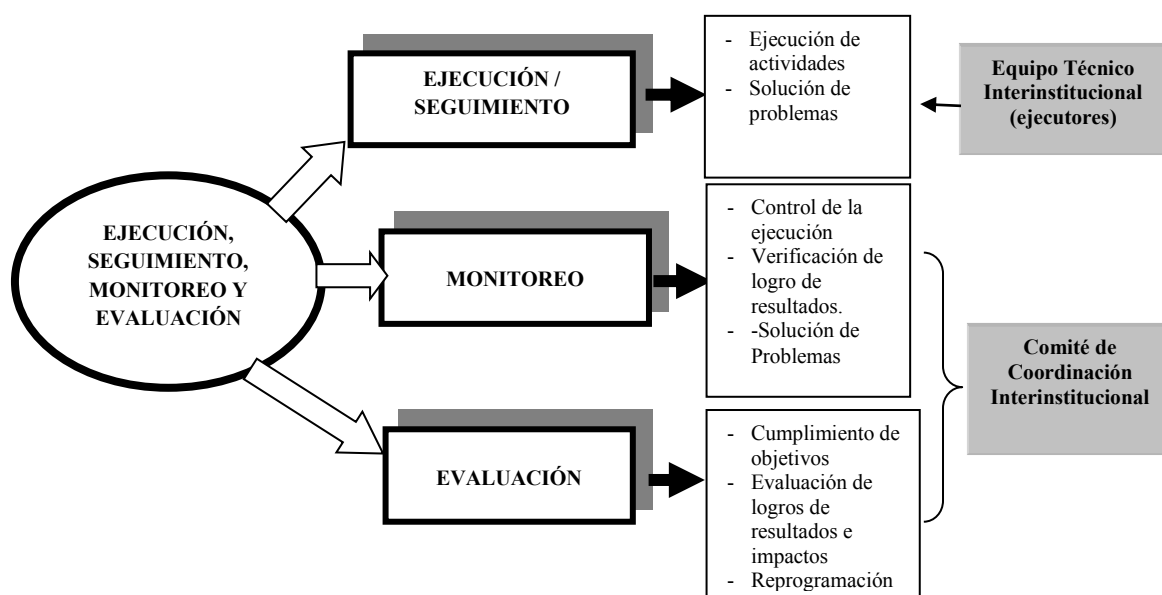 EJECUCIÓN,
SEGUIMIENTO,
MONITOREO Y
EVALUACIÓN
EJECUCIÓN /
SEGUIMIENTO
- Ejecución de
actividades
- Solución de
problemas
Equipo Técnico
Interinstitucional
(ejecutores)
MONITOREO
- Control de la
ejecución
- Verificación de
logro de
resultados.
- -Solución de
Problemas
Comité de
Coordinación
Interinstitucional
EVALUACIÓN
- Cumplimiento de
objetivos
- Evaluación de
logros de
resultados e
impactos
- Reprogramación